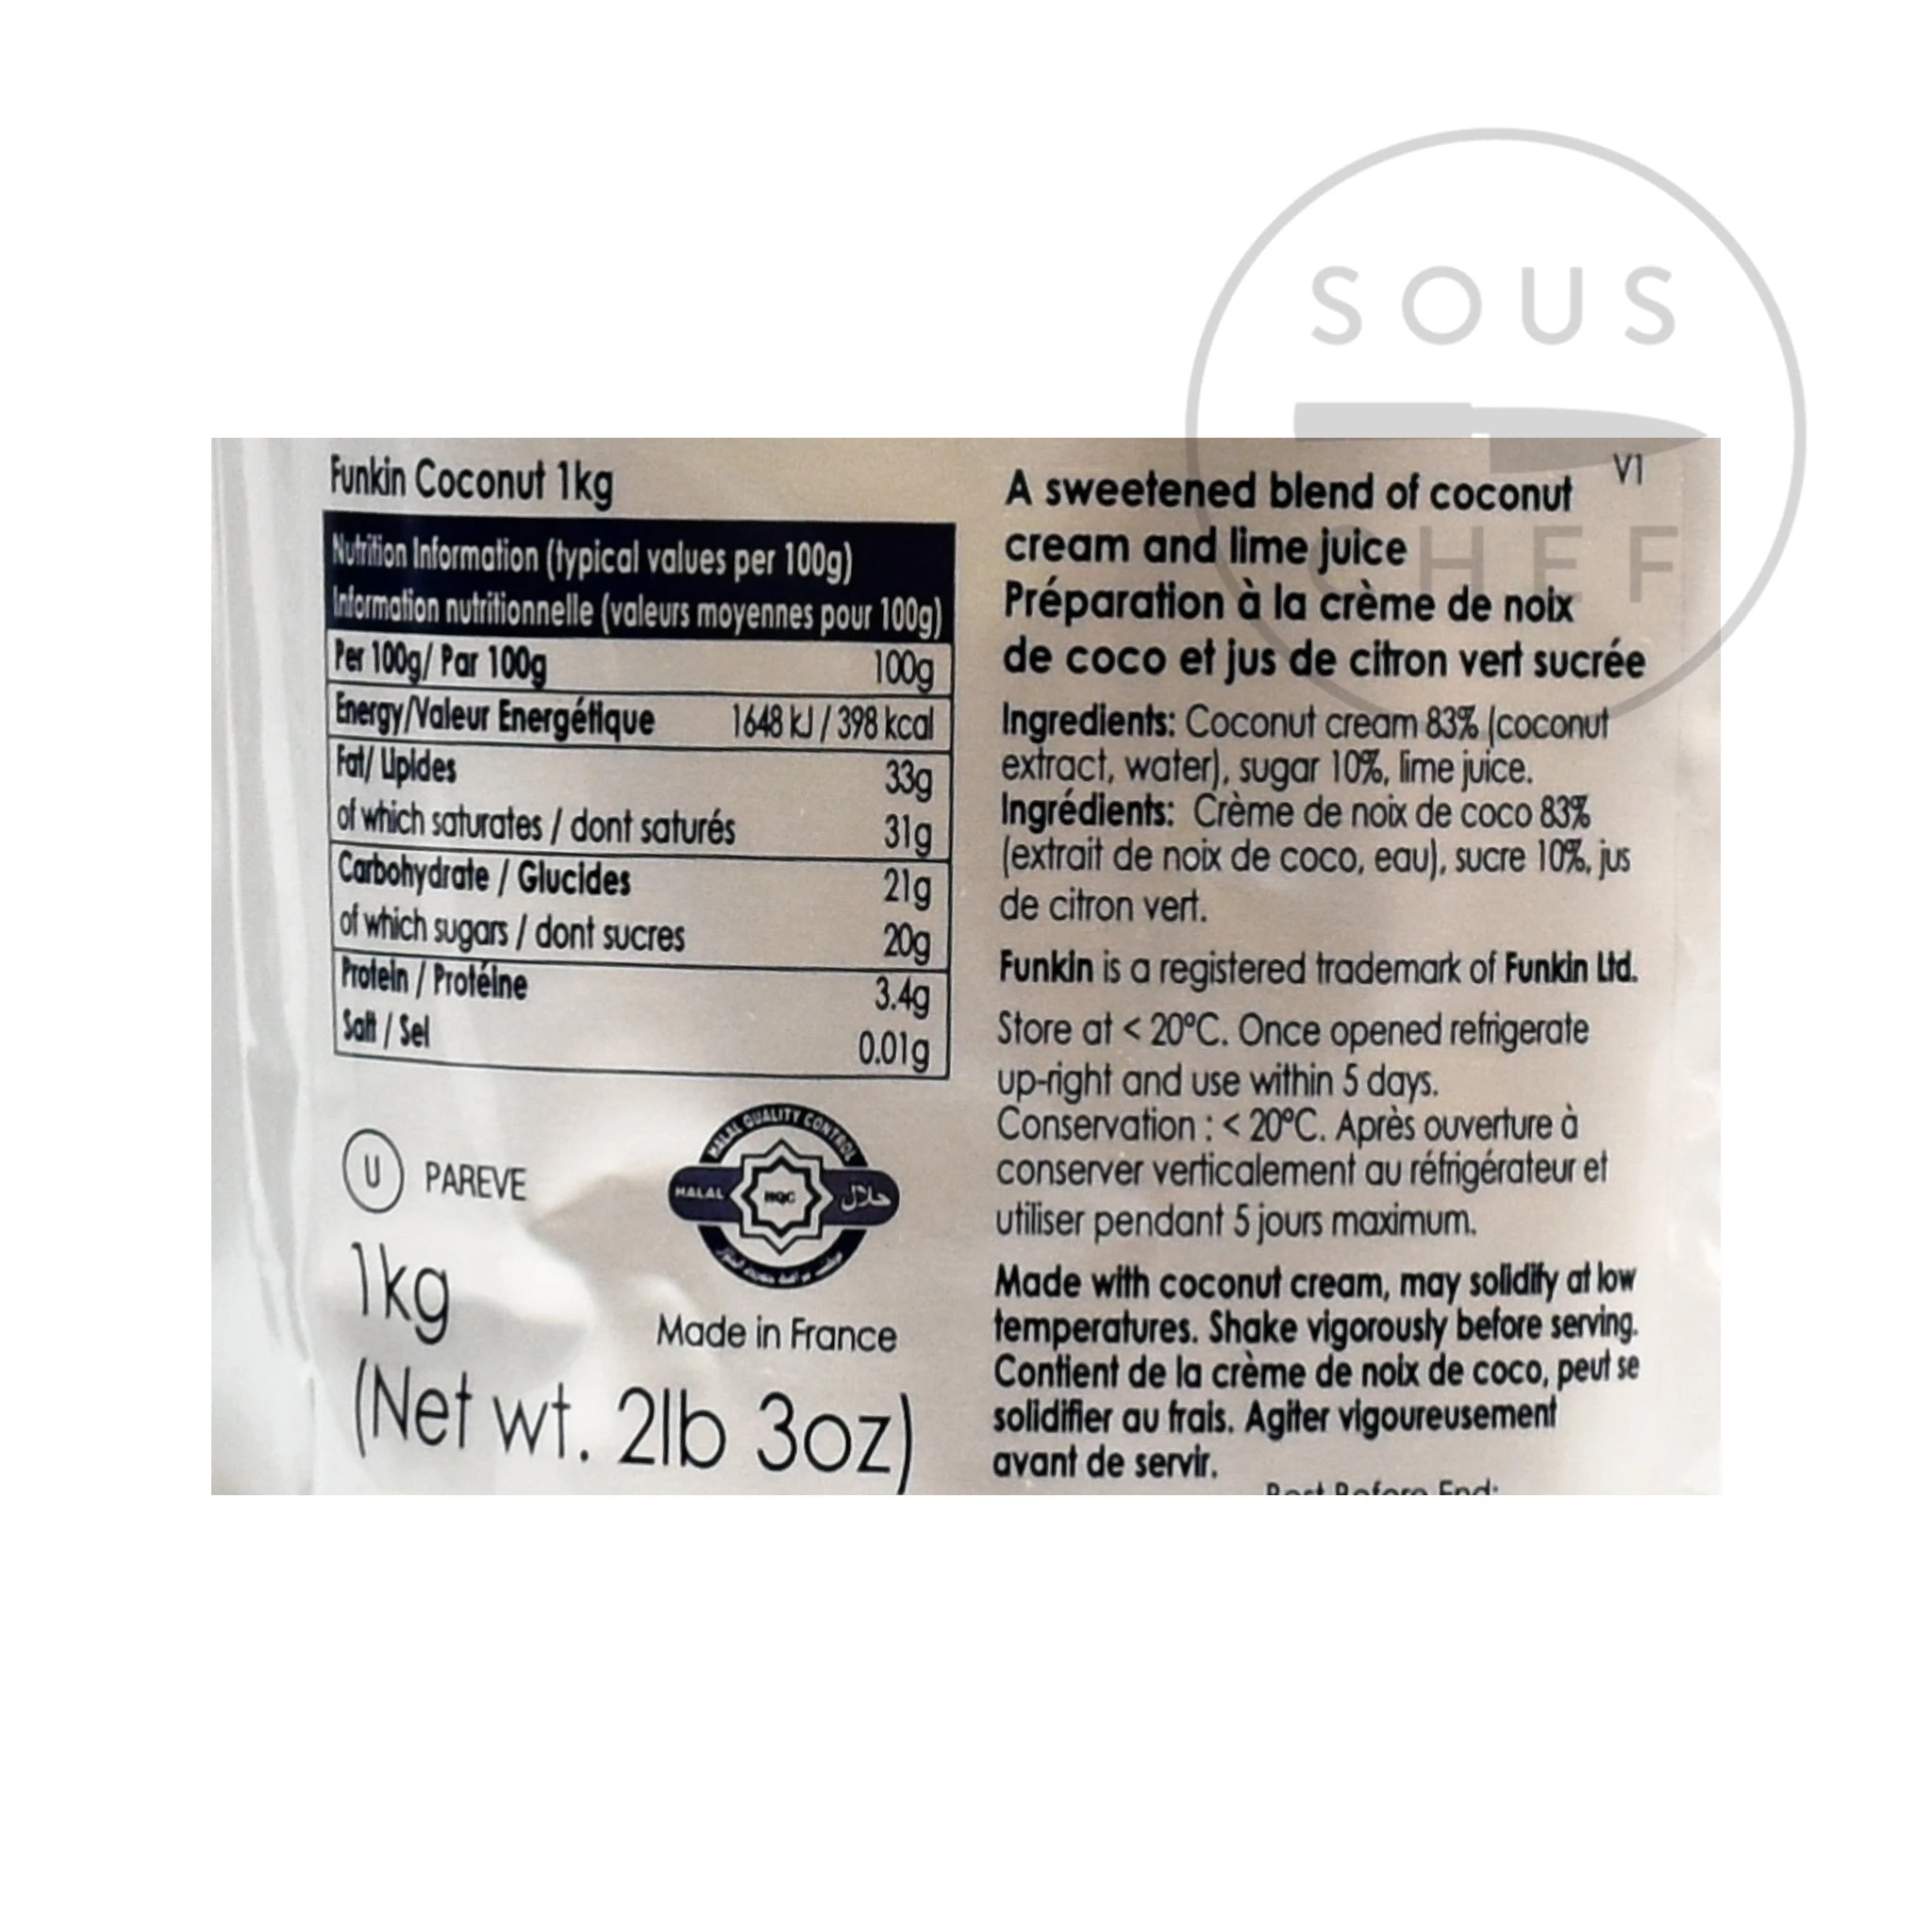 SOUS
CHEF
Funkin Coconut 1kg
Nutrition Information (typical values per 100g)
Information nutritionnelle (valeurs moyennes pour 100g)
Per 100g/ Par 100g 100g
Energy/Valeur Energétique 1648 kJ / 398 kcal
Fat/ Lipides 33g
of which saturates / dont saturés 31g
Carbohydrate / Glucides 21g
of which sugars / dont sucres 20g
Protein / Protéine 3.4g
Salt / Sel 0.01g
U PAREVE
HALAL QUALITY CONTROL
HALAL HQC حلال
1kg
Made in France
(Net wt. 2lb 3oz)
V1
A sweetened blend of coconut
cream and lime juice
Préparation à la crème de noix
de coco et jus de citron vert sucrée
Ingredients: Coconut cream 83% (coconut
extract, water), sugar 10%, lime juice.
Ingrédients: Crème de noix de coco 83%
(extrait de noix de coco, eau), sucre 10%, jus
de citron vert.
Funkin is a registered trademark of Funkin Ltd.
Store at < 20°C. Once opened refrigerate
up-right and use within 5 days.
Conservation : < 20°C. Après ouverture à
conserver verticalement au réfrigérateur et
utiliser pendant 5 jours maximum.
Made with coconut cream, may solidify at low
temperatures. Shake vigorously before serving.
Contient de la crème de noix de coco, peut se
solidifier au frais. Agiter vigoureusement
avant de servir.
Best Before End: